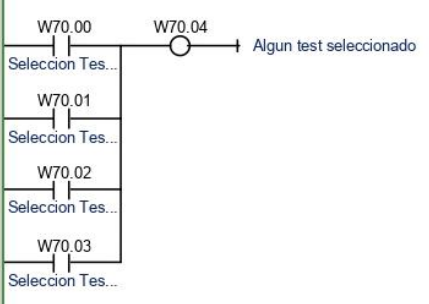 W70.00 W70.04
Algun test seleccionado
Seleccion Tes...
W70.01
Seleccion Tes...
W70.02
Seleccion Tes...
W70.03
Seleccion Tes...